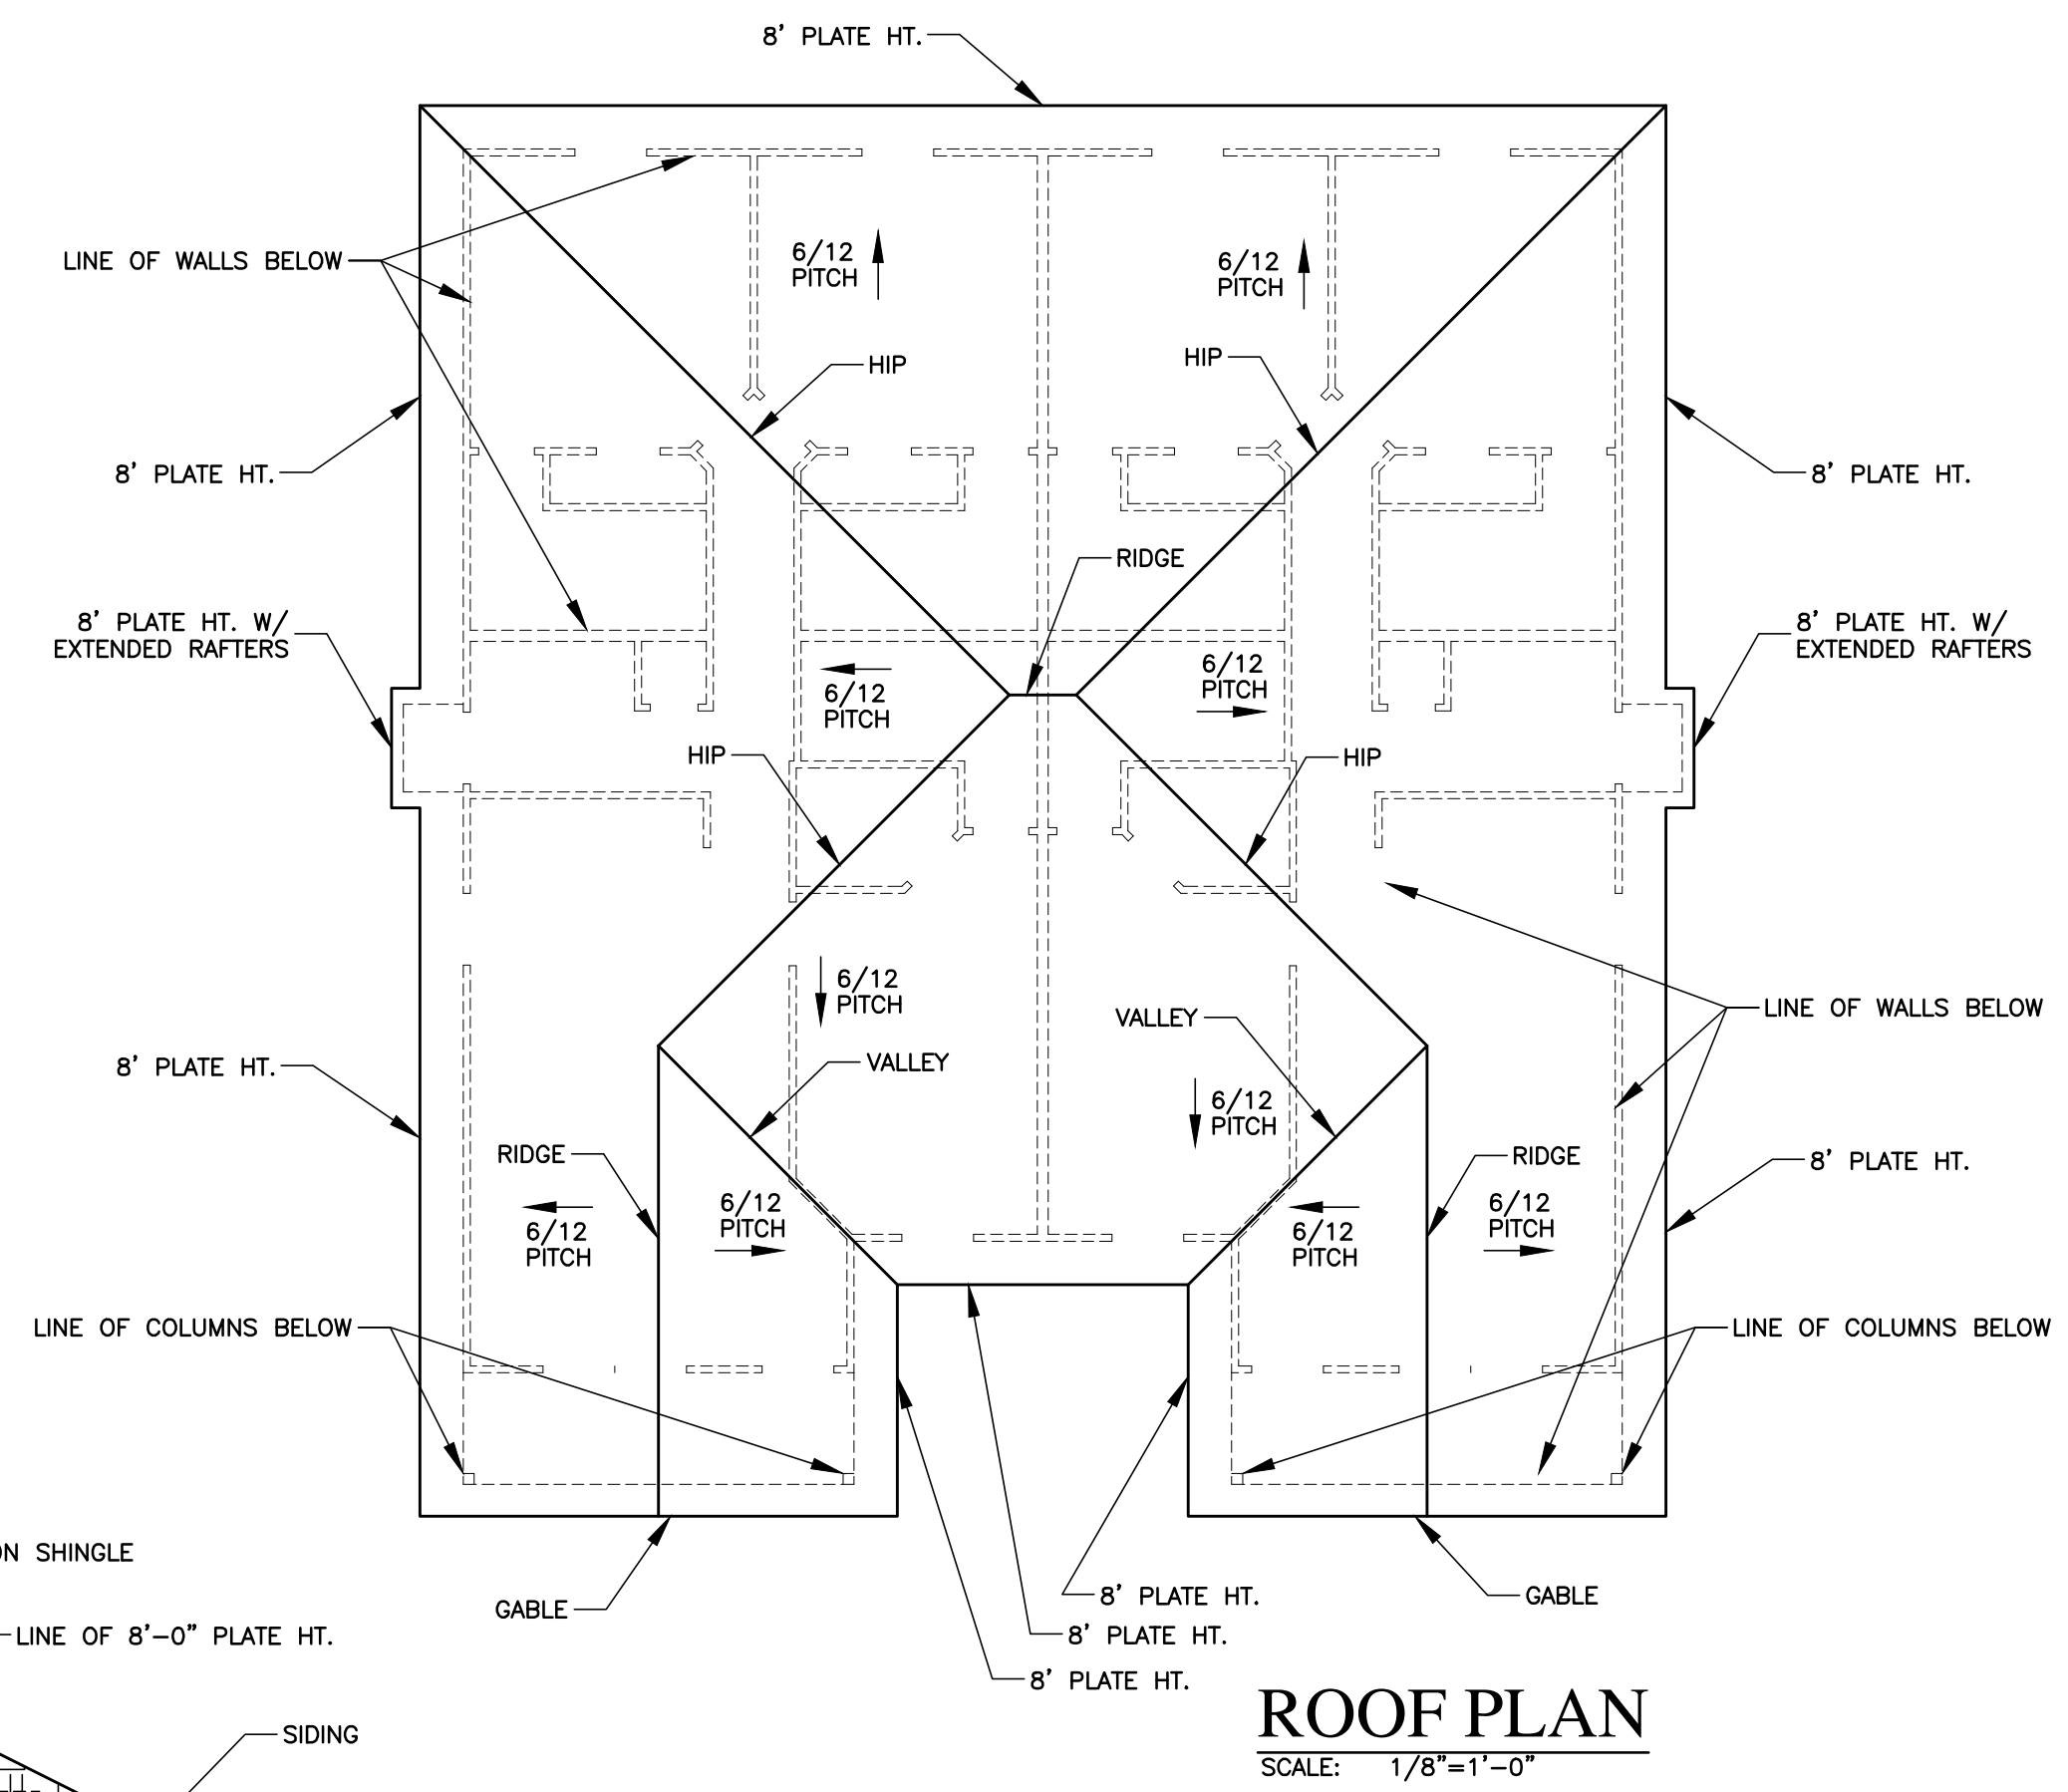 8' PLATE HT.
6/12
PITCH
6/12
PITCH
LINE OF WALLS BELOW
HIP
HIP
8' PLATE HT.
8' PLATE HT.
RIDGE
8' PLATE HT. W/
EXTENDED RAFTERS
8' PLATE HT. W/
EXTENDED RAFTERS
6/12
PITCH
6/12
PITCH
HIP
HIP
6/12
PITCH
LINE OF WALLS BELOW
VALLEY
VALLEY
8' PLATE HT.
6/12
PITCH
RIDGE
RIDGE
8' PLATE HT.
6/12
PITCH
6/12
PITCH
6/12
PITCH
6/12
PITCH
LINE OF COLUMNS BELOW
LINE OF COLUMNS BELOW
ON SHINGLE
GABLE
8' PLATE HT.
GABLE
LINE OF 8'-0" PLATE HT.
8' PLATE HT.
8' PLATE HT.
SIDING
ROOF PLAN
SCALE: 1/8"=1'-0"